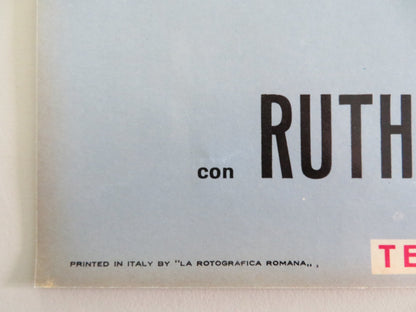 con RUTH
PRINTED IN ITALY BY "LA ROTOGRAFICA ROMANA„ ,
TE